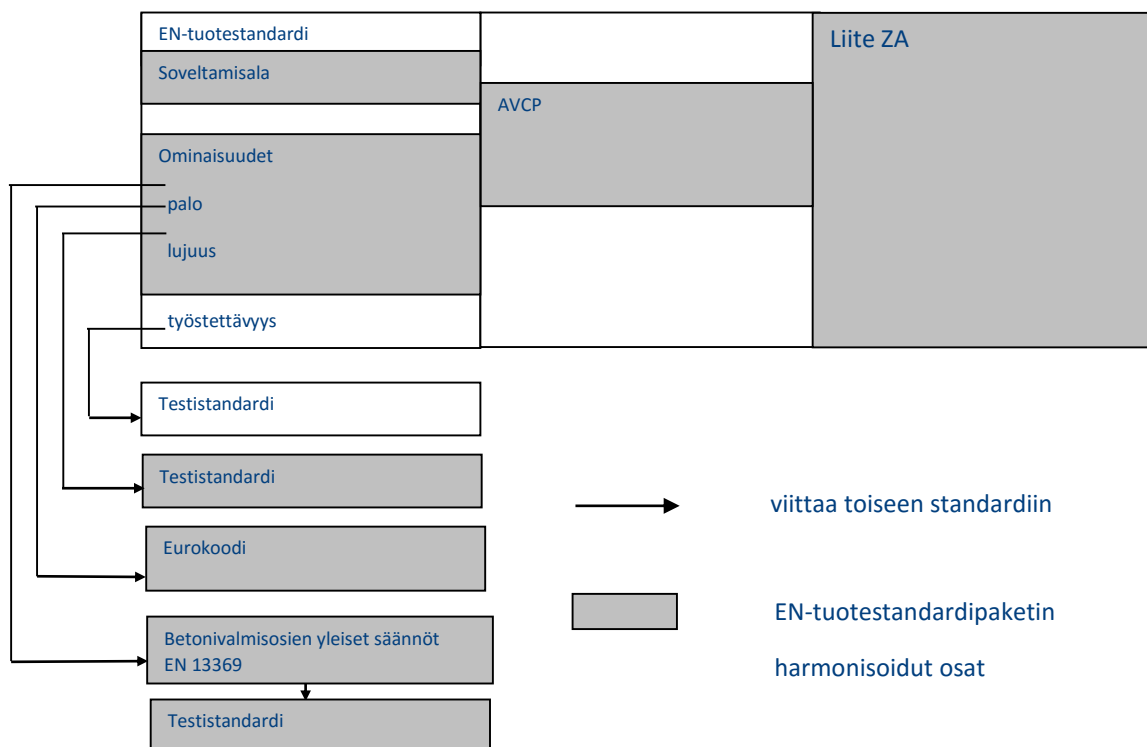 EN-tuotestandardi
Soveltamisala
Ominaisuudet
palo
lujuus
työstettävyys
AVCP
Liite ZA
Testistandardi
Testistandardi
Eurokoodi
Betonivalmisosien yleiset säännöt
EN 13369
Testistandardi
viittaa toiseen standardiin
EN-tuotestandardipaketin
harmonisoidut osat